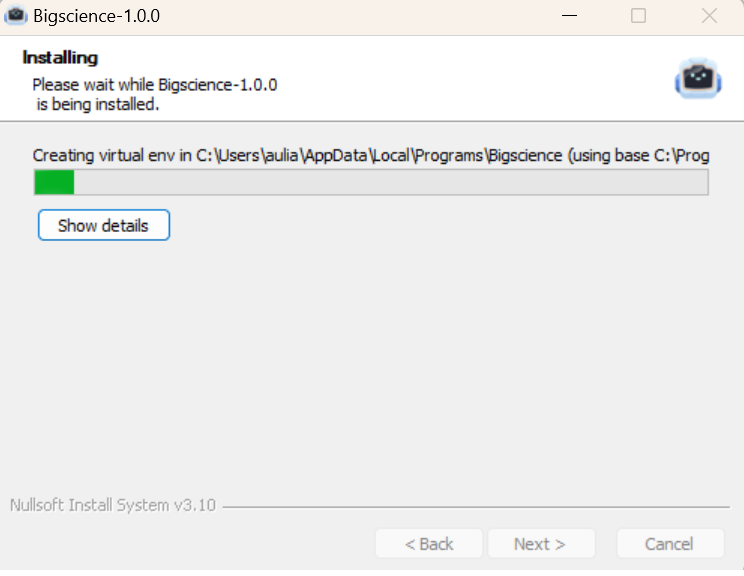 Bigscience-1.0.0
Installing
Please wait while Bigscience-1.0.0
is being installed.
Creating virtual env in C:\Users\aulia\AppData\Local\Programs\Bigscience (using base C:\Prog
Show details
Nullsoft Install System v3.10
< Back Next > Cancel